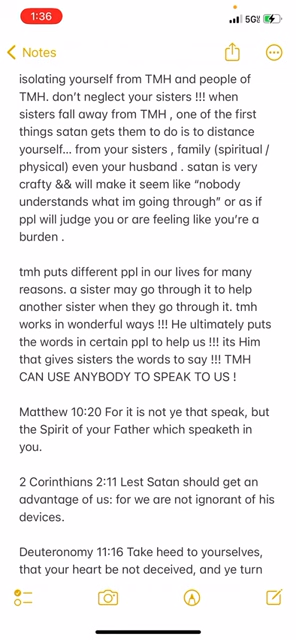 1:36
5G
Notes
isolating yourself from TMH and people of
TMH. don't neglect your sisters !!! when
sisters fall away from TMH , one of the first
things satan gets them to do is to distance
yourself... from your sisters , family (spiritual /
physical) even your husband . satan is very
crafty && will make it seem like “nobody
understands what im going through” or as if
ppl will judge you or are feeling like you're a
burden .
tmh puts different ppl in our lives for many
reasons. a sister may go through it to help
another sister when they go through it. tmh
works in wonderful ways !!! He ultimately puts
the words in certain ppl to help us !!! its Him
that gives sisters the words to say !!! TMH
CAN USE ANYBODY TO SPEAK TO US !
Matthew 10:20 For it is not ye that speak, but
the Spirit of your Father which speaketh in
you.
2 Corinthians 2:11 Lest Satan should get an
advantage of us: for we are not ignorant of his
devices.
Deuteronomy 11:16 Take heed to yourselves,
that your heart be not deceived, and ye turn